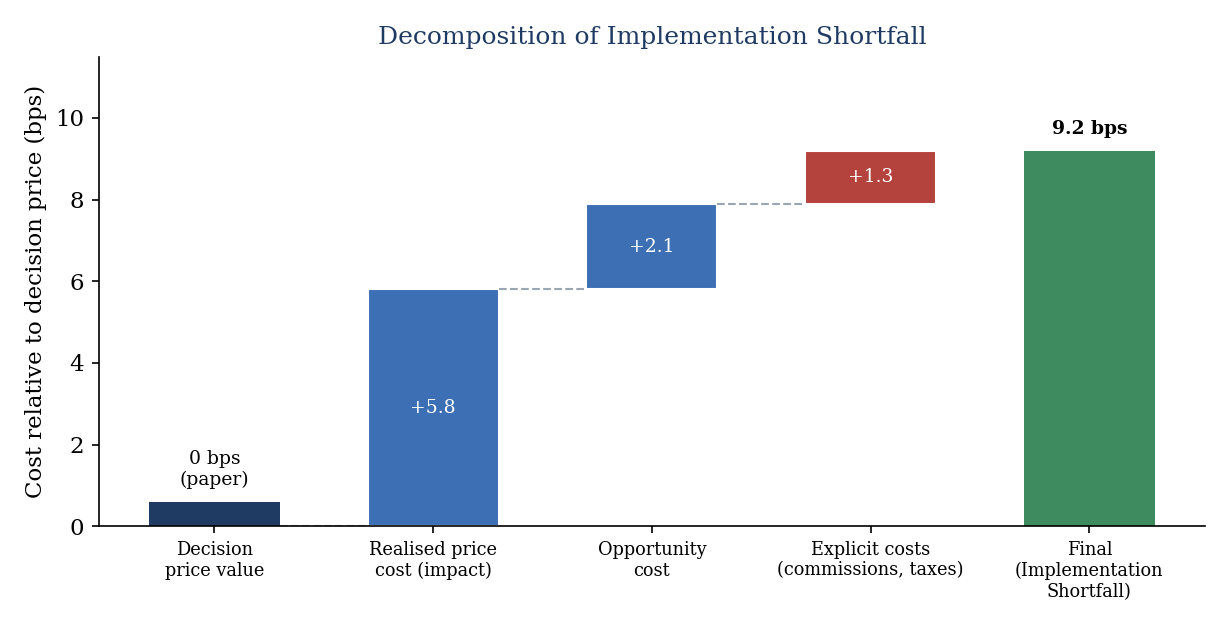 Decomposition of Implementation Shortfall
Cost relative to decision price (bps)
10
8
6
4
2
0
0 bps
(paper)
+5.8
+2.1
+1.3
9.2 bps
Decision
price value
Realised price
cost (impact)
Opportunity
cost
Explicit costs
(commissions, taxes)
Final
(Implementation
Shortfall)